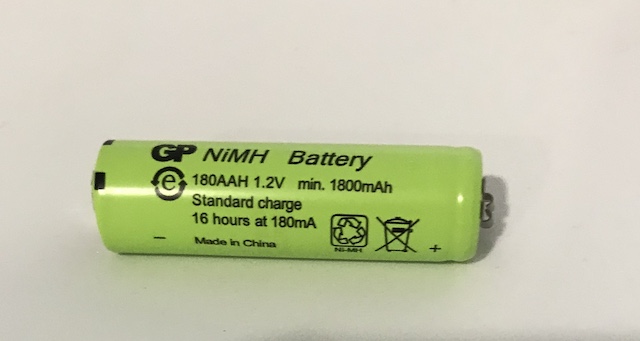 GP NiMH Battery
e 180AAH 1.2V min. 1800mAh
Standard charge
16 hours at 180mA
Ni-MH
− Made in China +